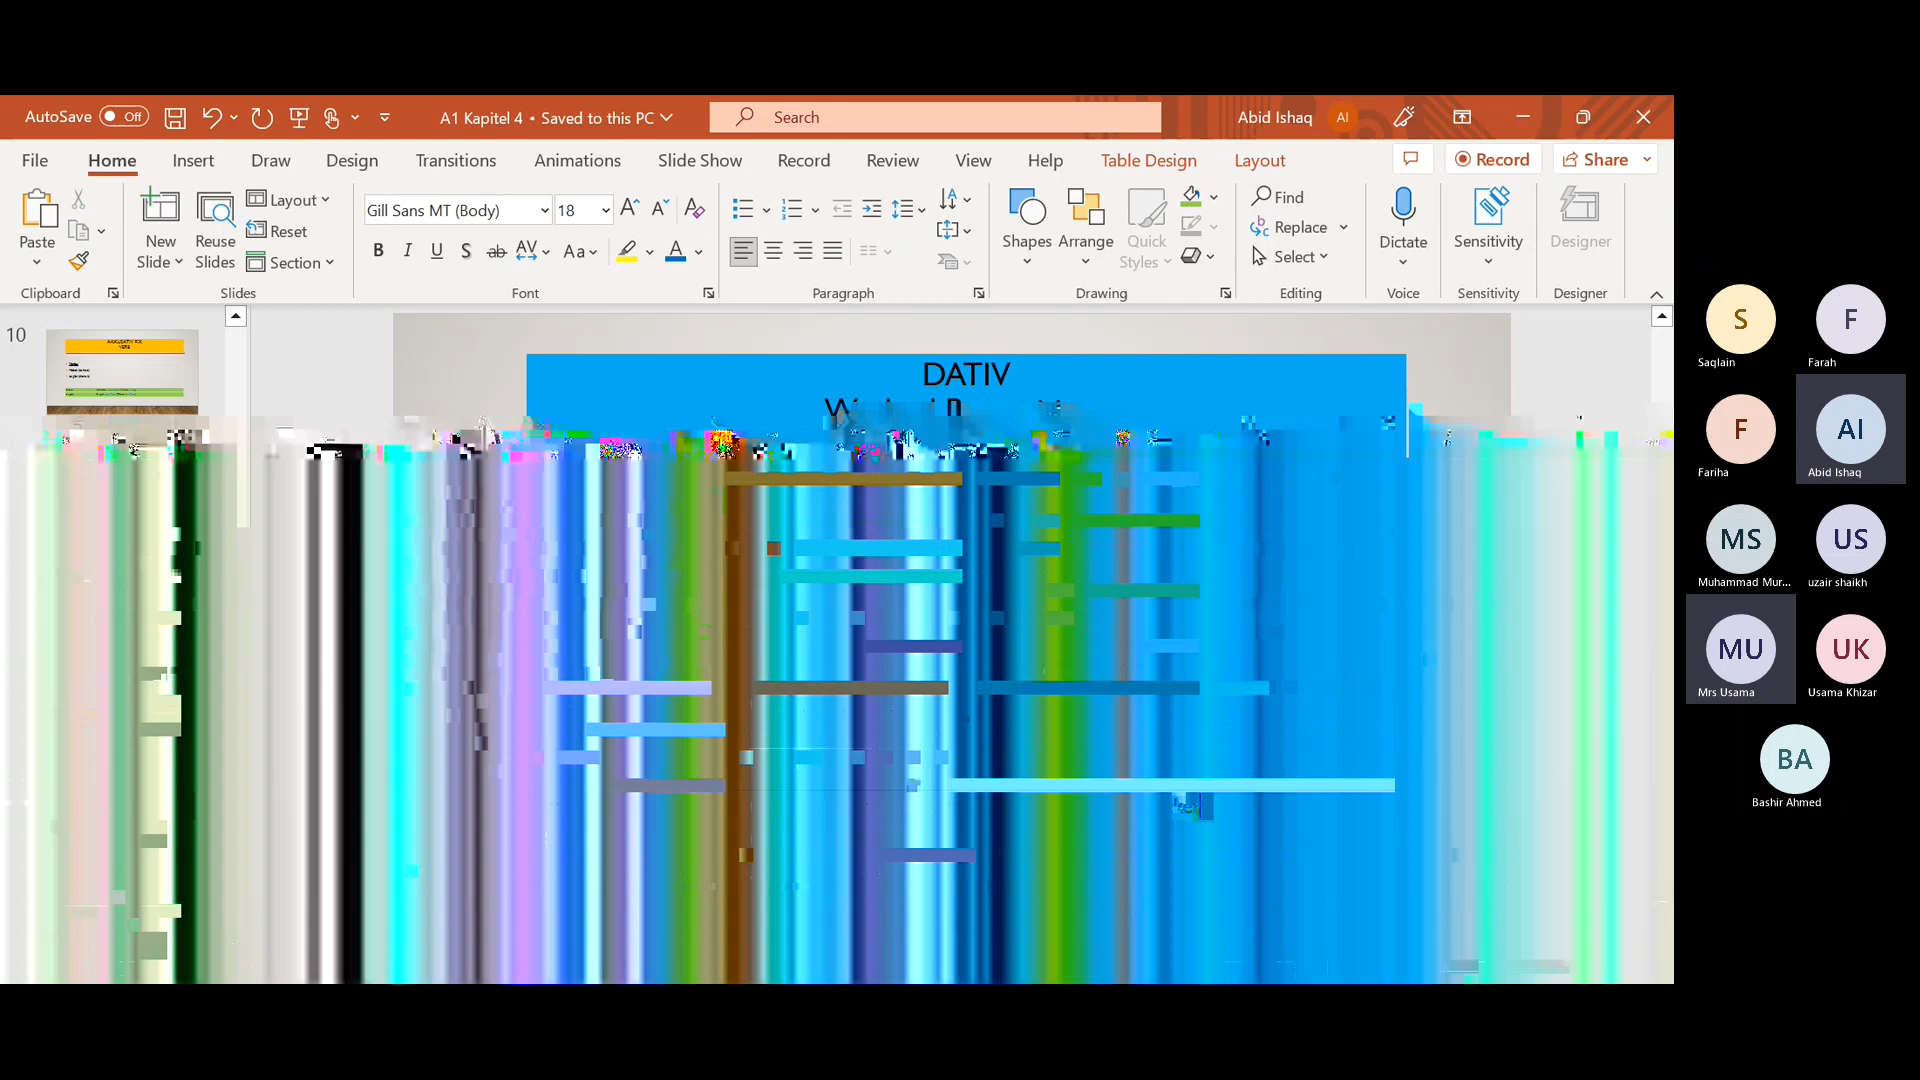 AutoSave Off A1 Kapitel 4 • Saved to this PC Search Abid Ishaq AI
File Home Insert Draw Design Transitions Animations Slide Show Record Review View Help Table Design Layout Record Share
Paste New Slide Reuse Slides Layout Reset Section
Gill Sans MT (Body) 18
B I U S ab AV Aa A
Shapes Arrange Quick Styles
Find
Replace
Select
Dictate Sensitivity Designer
Clipboard Slides Font Paragraph Drawing Editing Voice Sensitivity Designer
10
DATIV
S
Saqlain
F
Farah
F
Fariha
AI
Abid Ishaq
MS
Muhammad Mur...
US
uzair shaikh
MU
Mrs Usama
UK
Usama Khizar
BA
Bashir Ahmed